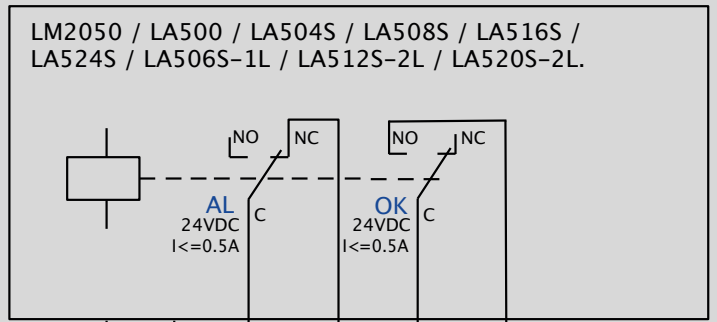 LM2050 / LA500 / LA504S / LA508S / LA516S /
LA524S / LA506S-1L / LA512S-2L / LA520S-2L.
NO NC NO NC
AL C OK C
24VDC 24VDC
I<=0.5A I<=0.5A